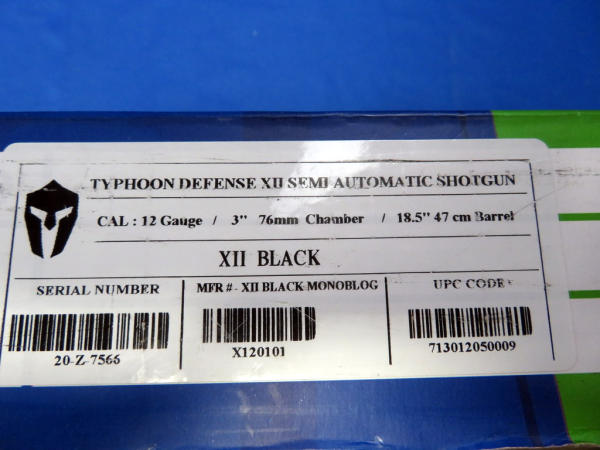 TYPHOON DEFENSE XII SEMI AUTOMATIC SHOTGUN
CAL : 12 Gauge / 3" 76mm Chamber / 18.5" 47 cm Barrel
XII BLACK
SERIAL NUMBER
20-Z-7566
MFR # - XII BLACK MONOBLOG
X120101
UPC CODE
713012050009